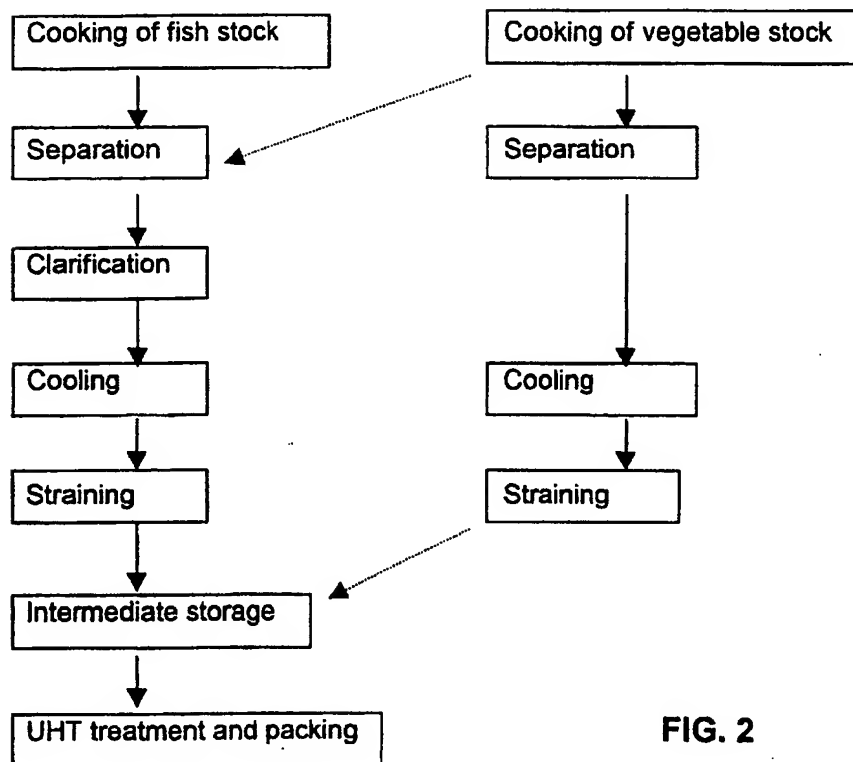 Cooking of fish stock
Cooking of vegetable stock
Separation
Separation
Clarification
Cooling
Cooling
Straining
Straining
Intermediate storage
UHT treatment and packing
FIG. 2